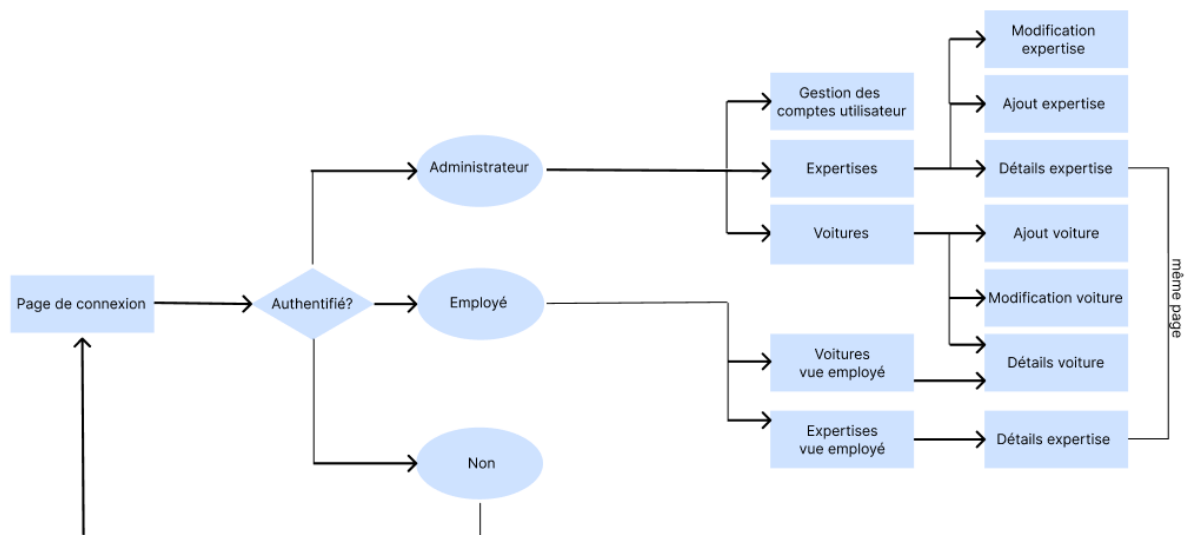 Modification
expertise
Gestion des
comptes utilisateur
Ajout expertise
Administrateur
Expertises
Détails expertise
Voitures
Ajout voiture
même page
Page de connexion
Authentifié?
Employé
Modification voiture
Voitures
vue employé
Détails voiture
Expertises
vue employé
Détails expertise
Non